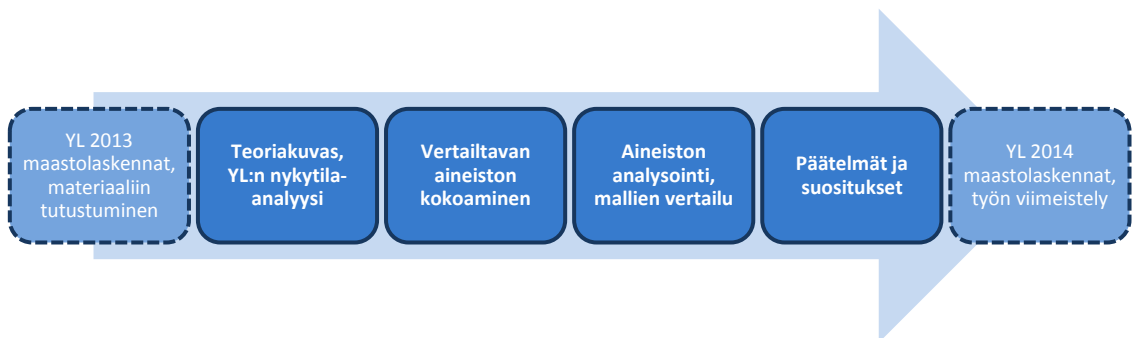 YL 2013
maastolaskennat,
materiaaliin
tutustuminen
Teoriakuvas,
YL:n nykytila-
analyysi
Vertailtavan
aineiston
kokoaminen
Aineiston
analysointi,
mallien vertailu
Päätelmät ja
suositukset
YL 2014
maastolaskennat,
työn viimeistely